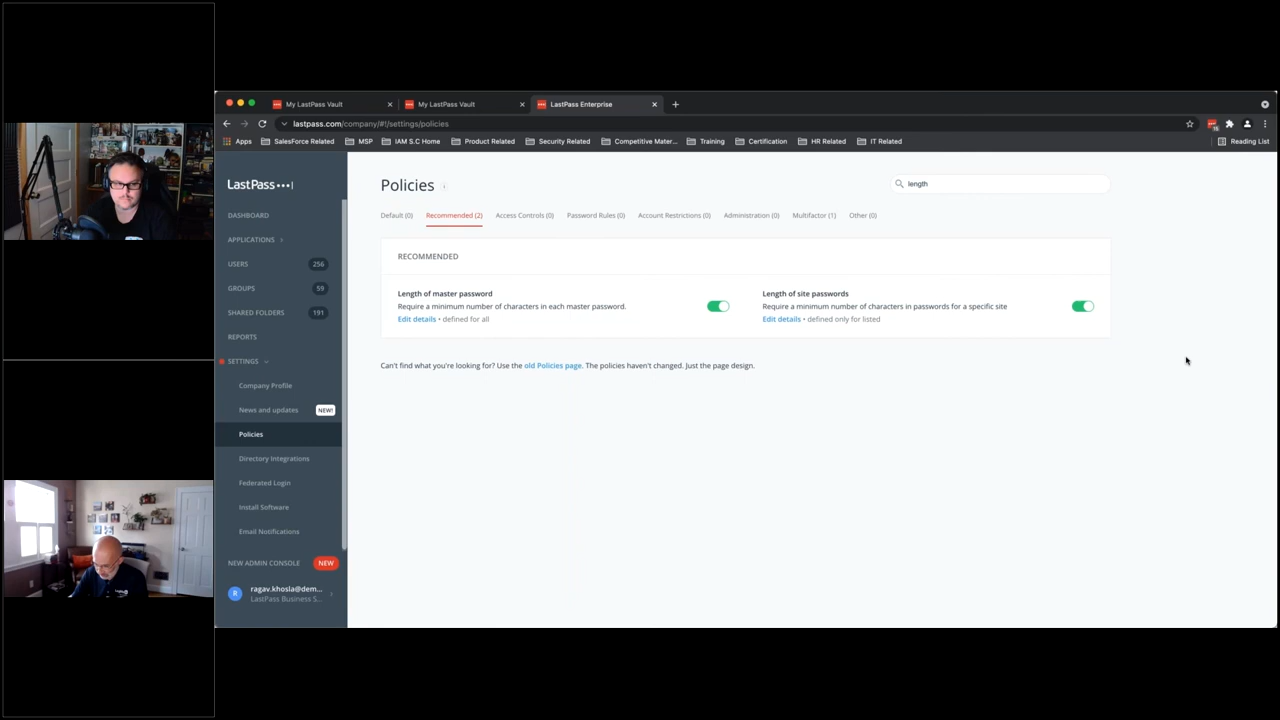 My LastPass Vault
My LastPass Vault
LastPass Enterprise
lastpass.com/company/#!/settings/policies
Apps
SalesForce Related
MSP
IAM S.C Home
Product Related
Security Related
Competitive Mater...
Training
Certification
HR Related
IT Related
Reading List
LastPass
DASHBOARD
APPLICATIONS
USERS 256
GROUPS 59
SHARED FOLDERS 191
REPORTS
SETTINGS
Company Profile
News and updates NEW!
Policies
Directory Integrations
Federated Login
Install Software
Email Notifications
NEW ADMIN CONSOLE NEW
R ragav.khosla@dem...
LastPass Business S...
Policies
length
Default (0)
Recommended (2)
Access Controls (0)
Password Rules (0)
Account Restrictions (0)
Administration (0)
Multifactor (1)
Other (0)
RECOMMENDED
Length of master password
Require a minimum number of characters in each master password.
Edit details • defined for all
Length of site passwords
Require a minimum number of characters in passwords for a specific site
Edit details • defined only for listed
Can't find what you're looking for? Use the old Policies page. The policies haven't changed. Just the page design.